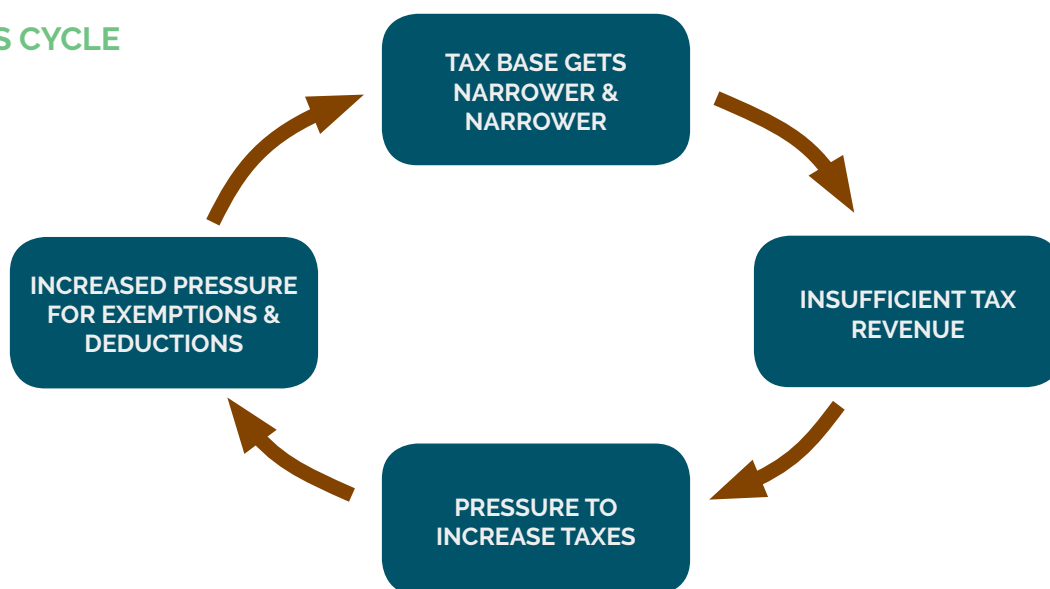 S CYCLE
TAX BASE GETS
NARROWER &
NARROWER
INCREASED PRESSURE
FOR EXEMPTIONS &
DEDUCTIONS
INSUFFICIENT TAX
REVENUE
PRESSURE TO
INCREASE TAXES